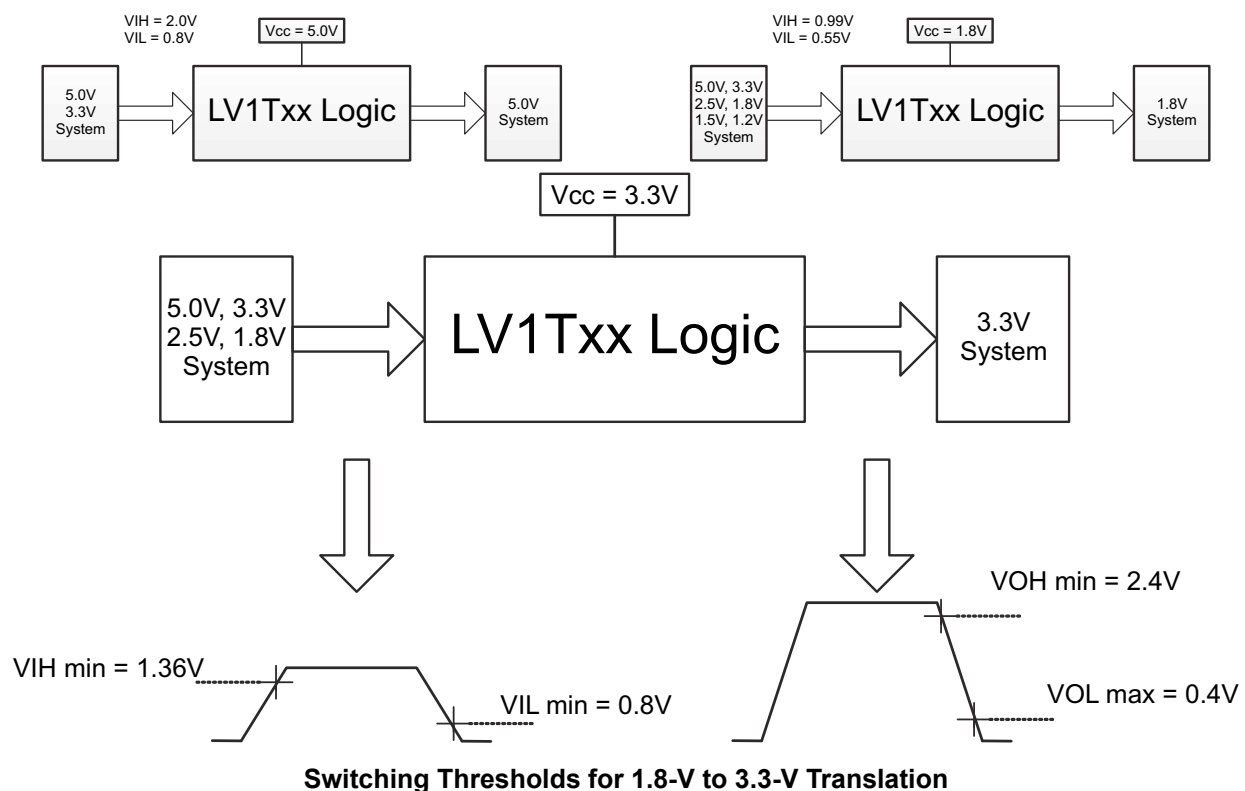 VIH = 2.0V
VIL = 0.8V
Vcc = 5.0V
5.0V
3.3V
System
LV1Txx Logic
5.0V
System
VIH = 0.99V
VIL = 0.55V
Vcc = 1.8V
5.0V, 3.3V
2.5V, 1.8V
1.5V, 1.2V
System
LV1Txx Logic
1.8V
System
Vcc = 3.3V
5.0V, 3.3V
2.5V, 1.8V
System
LV1Txx Logic
3.3V
System
VIH min = 1.36V
VIL min = 0.8V
VOH min = 2.4V
VOL max = 0.4V
Switching Thresholds for 1.8-V to 3.3-V Translation